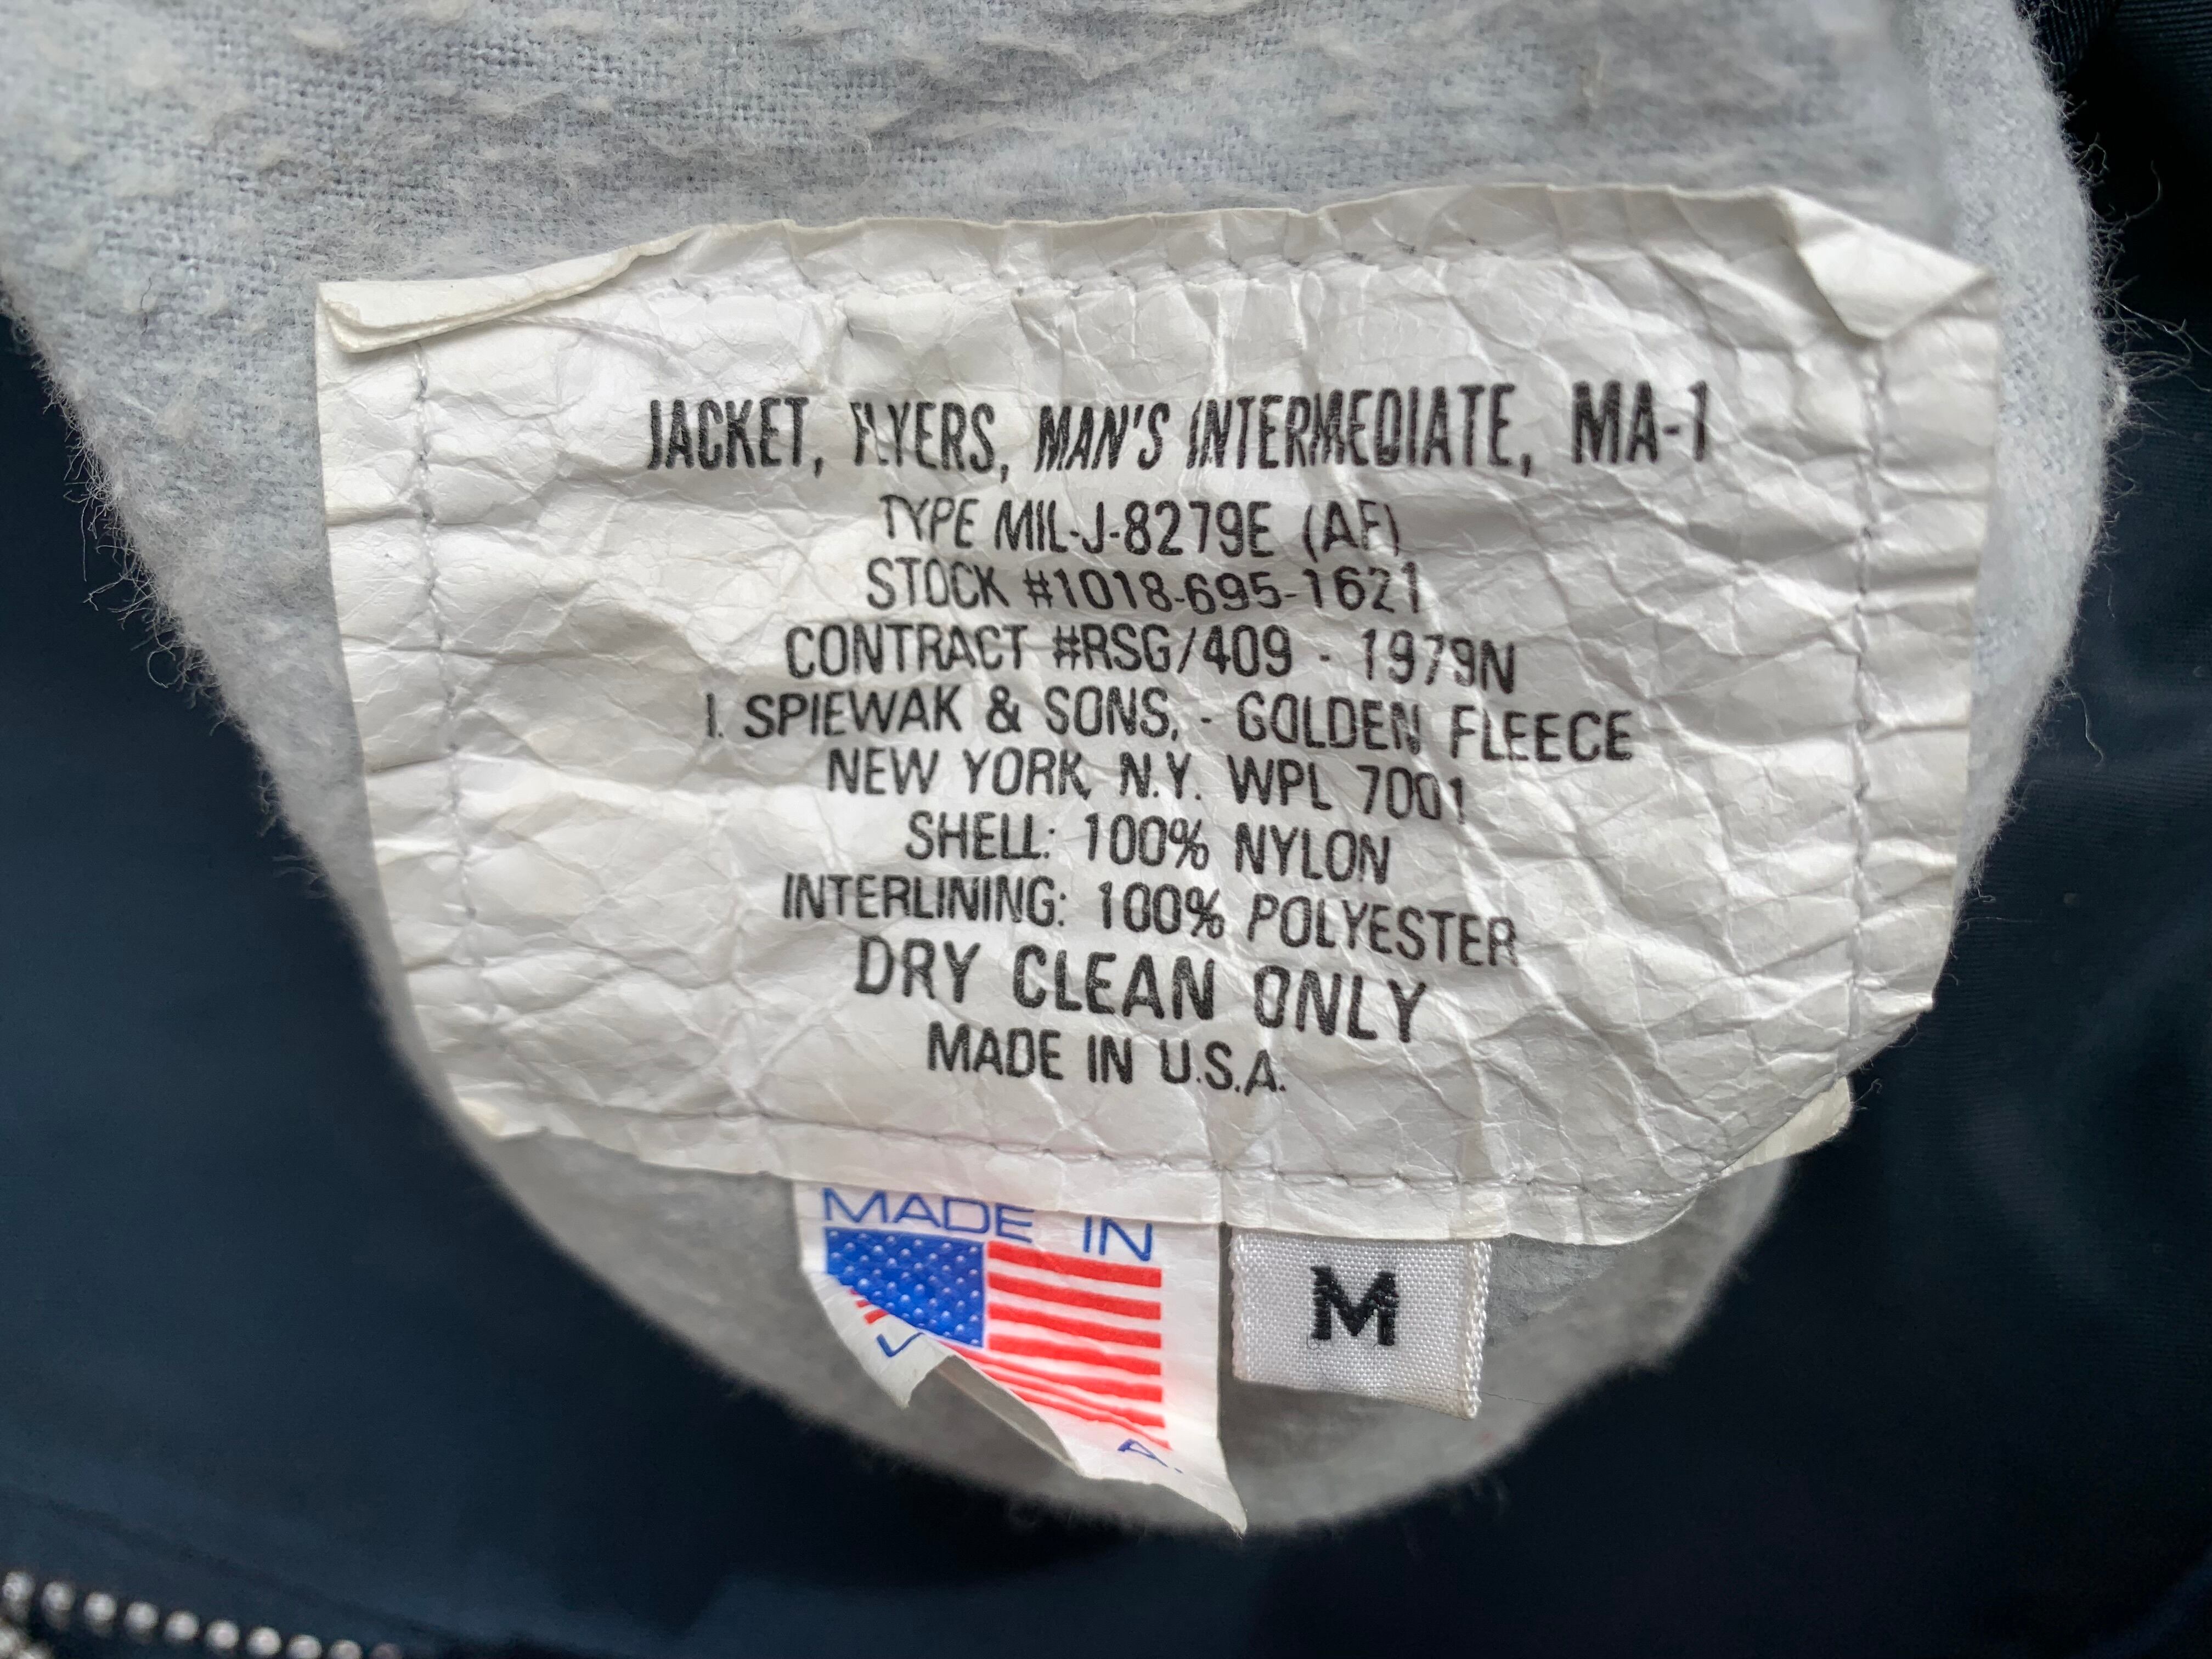 JACKET, FLYERS, MAN'S INTERMEDIATE, MA-1
TYPE MIL-J-8279E (AF)
STOCK #1018-695-1621
CONTRACT #RSG/409 - 1979N
I. SPIEWAK & SONS, - GOLDEN FLEECE
NEW YORK, N.Y. WPL 7001
SHELL: 100% NYLON
INTERLINING: 100% POLYESTER
DRY CLEAN ONLY
MADE IN U.S.A.
MADE IN
M